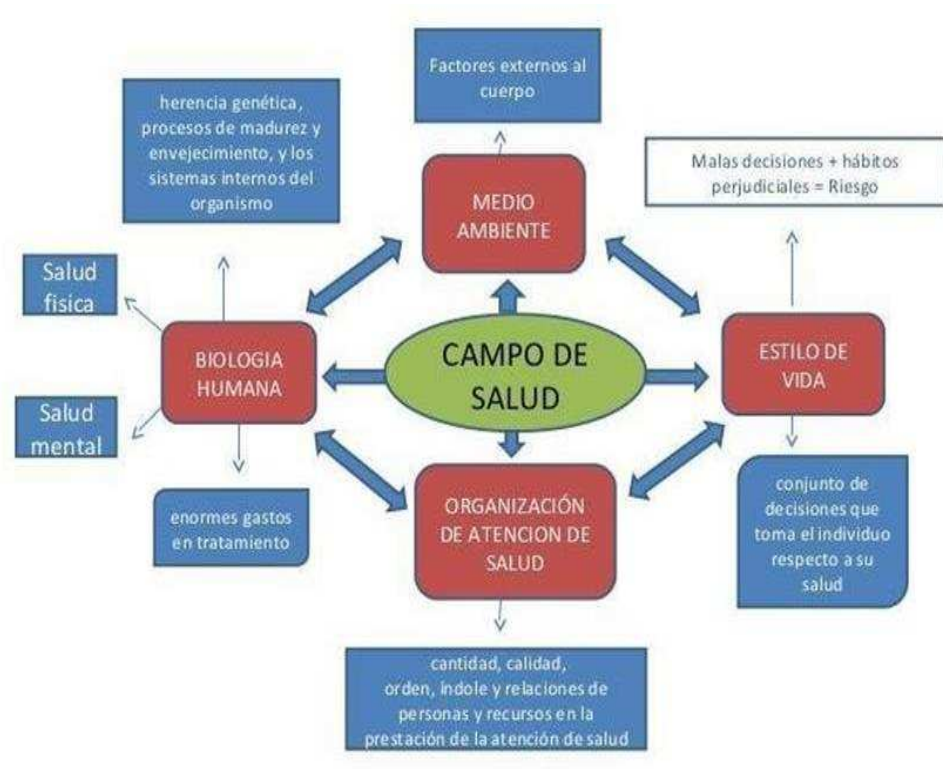 Factores externos al
cuerpo
herencia genética,
procesos de madurez y
envejecimiento, y los
sistemas internos del
organismo
Malas decisiones + hábitos
perjudiciales = Riesgo
MEDIO
AMBIENTE
Salud
fisica
BIOLOGIA
HUMANA
CAMPO DE
SALUD
ESTILO DE
VIDA
Salud
mental
enormes gastos
en tratamiento
ORGANIZACIÓN
DE ATENCION DE
SALUD
conjunto de
decisiones que
toma el individuo
respecto a su
salud
cantidad, calidad,
orden, índole y relaciones de
personas y recursos en la
prestación de la atención de salud